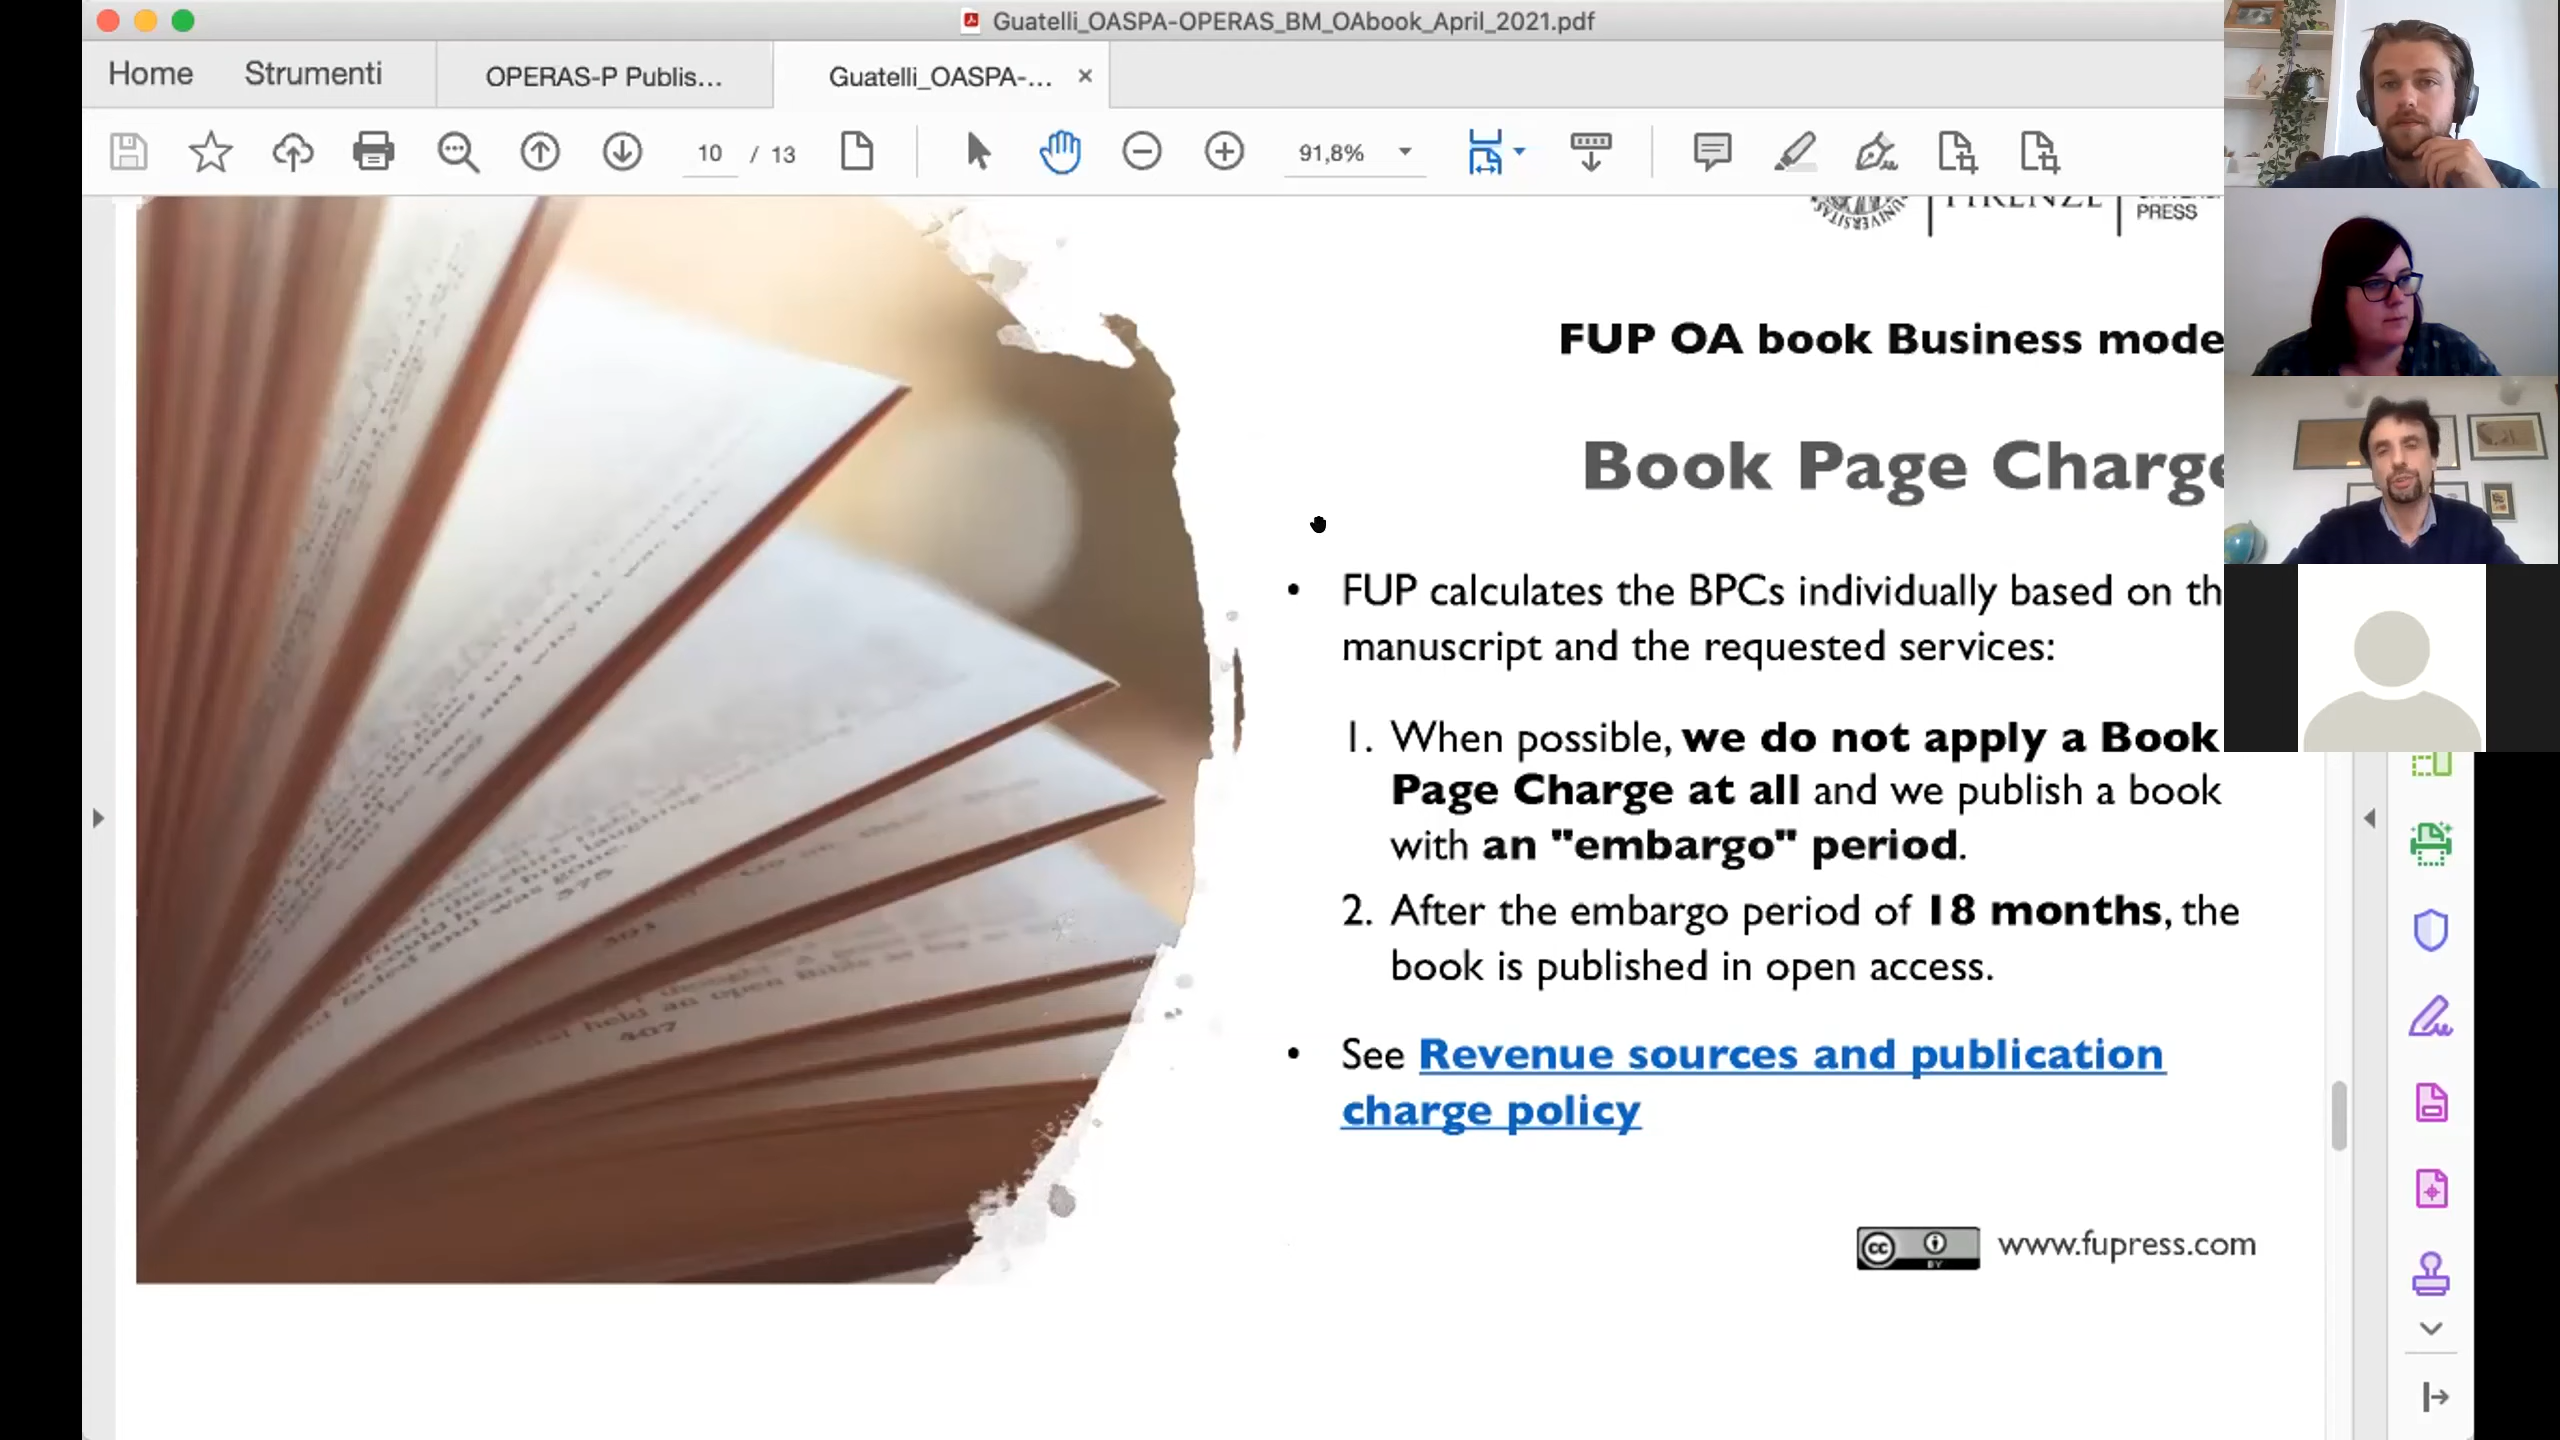 Guatelli_OASPA-OPERAS_BM_OAbook_April_2021.pdf
Home
Strumenti
OPERAS-P Publis...
Guatelli_OASPA-...
10 / 13
91,8%
FIRENZE
PRESS
FUP OA book Business mode
Book Page Charge
• FUP calculates the BPCs individually based on th
manuscript and the requested services:
1. When possible, we do not apply a Book
Page Charge at all and we publish a book
with an "embargo" period.
2. After the embargo period of 18 months, the
book is published in open access.
• See Revenue sources and publication
charge policy
cc BY
www.fupress.com